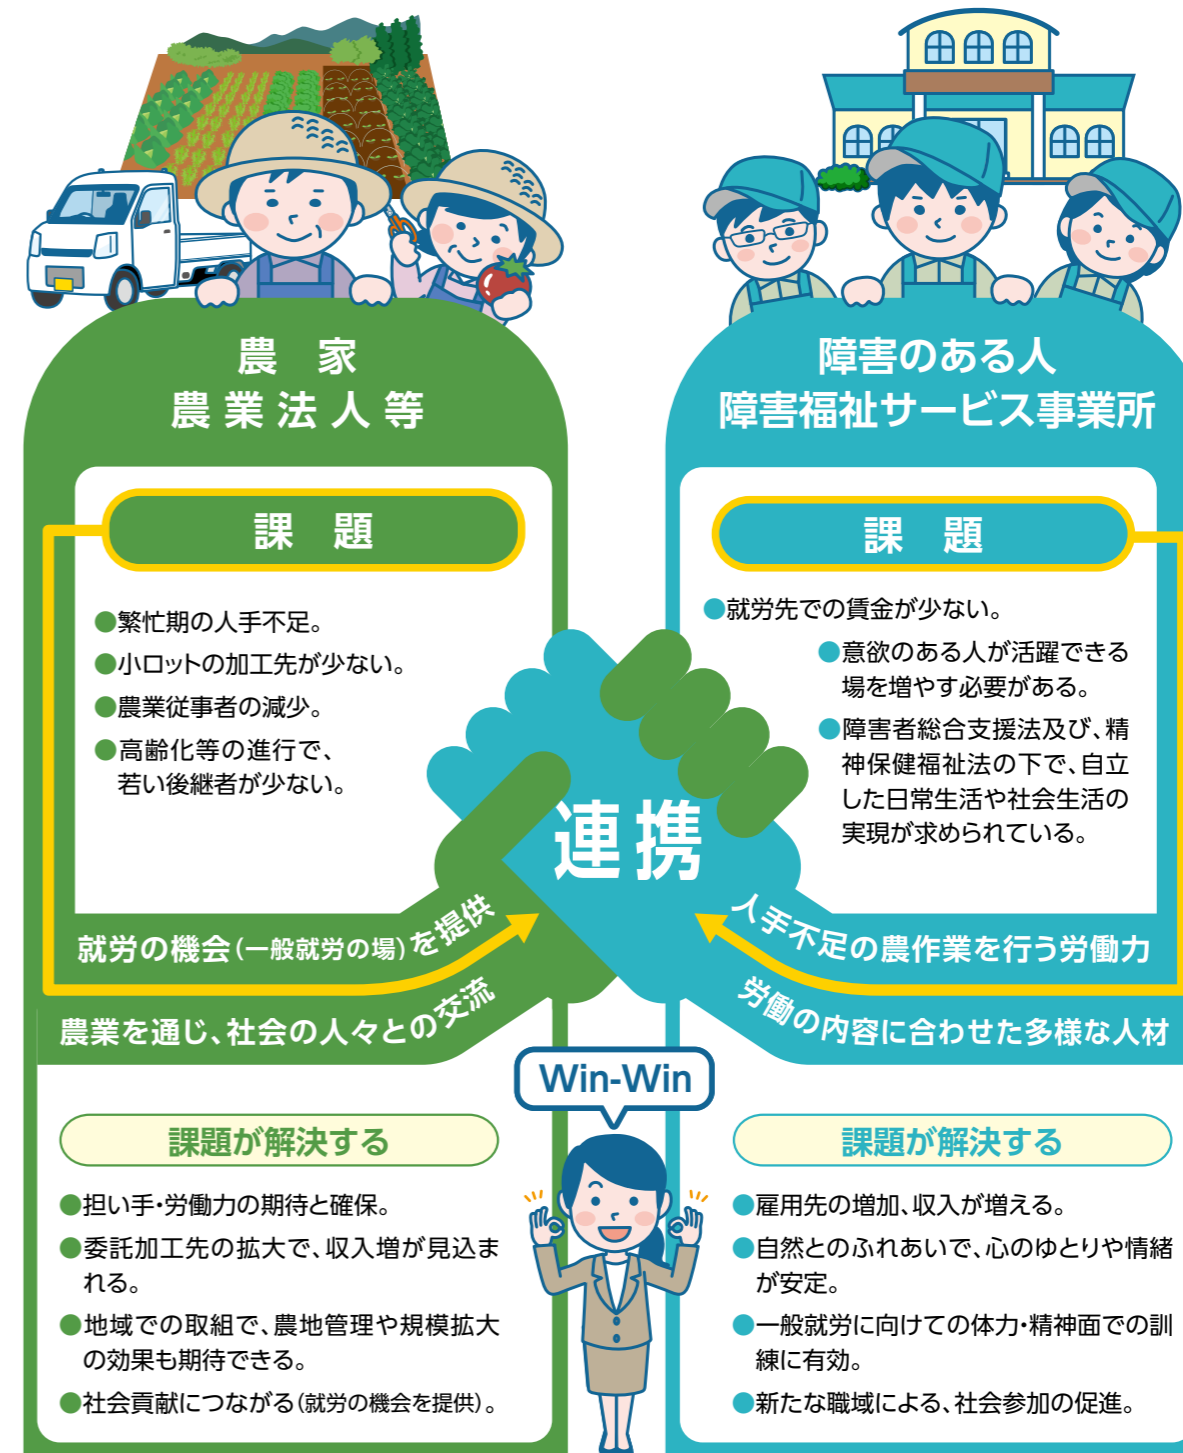 農　家
農業法人等
課　題
●繁忙期の人手不足。
●小ロットの加工先が少ない。
●農業従事者の減少。
●高齢化等の進行で、
若い後継者が少ない。
就労の機会(一般就労の場)を提供
農業を通じ、社会の人々との交流
障害のある人
障害福祉サービス事業所
課　題
●就労先での賃金が少ない。
●意欲のある人が活躍できる
場を増やす必要がある。
●障害者総合支援法及び、精
神保健福祉法の下で、自立
した日常生活や社会生活の
実現が求められている。
人手不足の農作業を行う労働力
労働の内容に合わせた多様な人材
連携
Win-Win
課題が解決する
●担い手・労働力の期待と確保。
●委託加工先の拡大で、収入増が見込ま
れる。
●地域での取組で、農地管理や規模拡大
の効果も期待できる。
●社会貢献につながる(就労の機会を提供)。
課題が解決する
●雇用先の増加、収入が増える。
●自然とのふれあいで、心のゆとりや情緒
が安定。
●一般就労に向けての体力・精神面での訓
練に有効。
●新たな職域による、社会参加の促進。